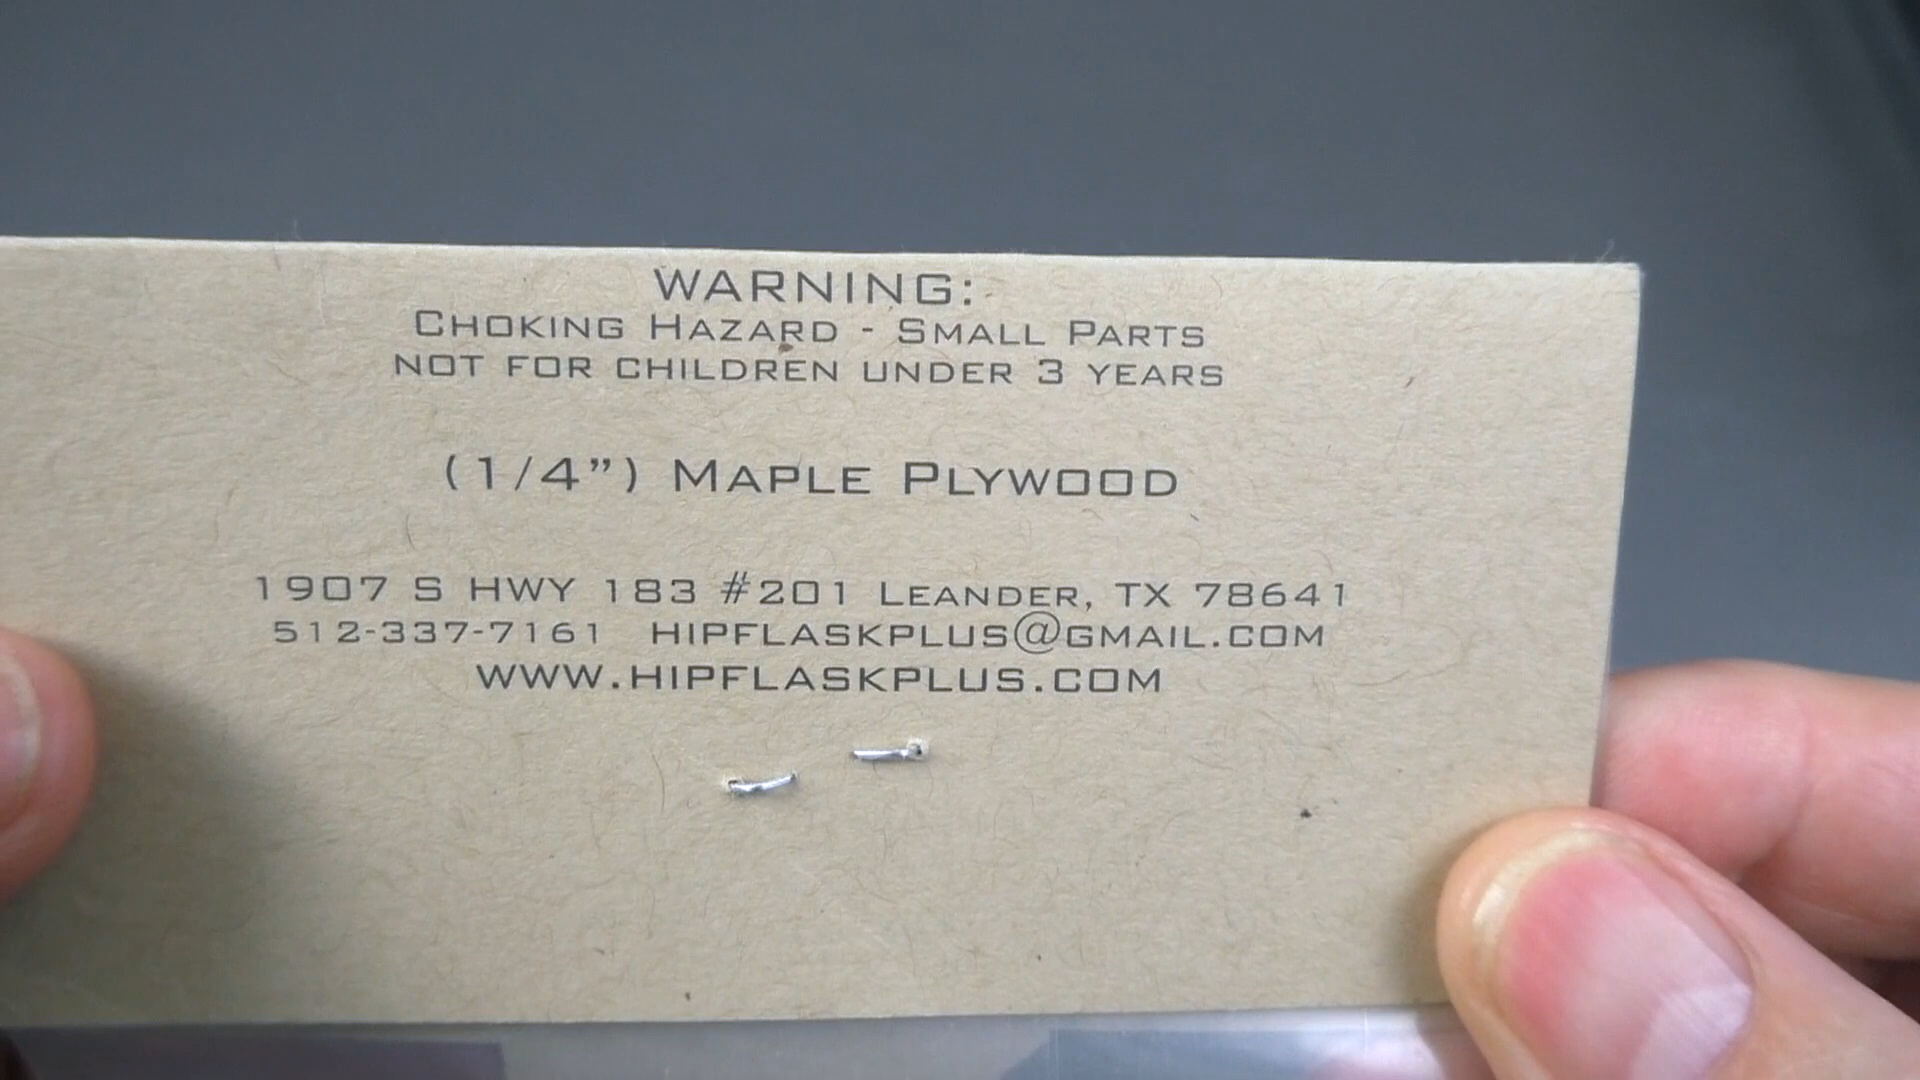 WARNING:
CHOKING HAZARD - SMALL PARTS
NOT FOR CHILDREN UNDER 3 YEARS
(1/4”) MAPLE PLYWOOD
1907 S HWY 183 #201 LEANDER, TX 78641
512-337-7161 HIPFLASKPLUS@GMAIL.COM
WWW.HIPFLASKPLUS.COM